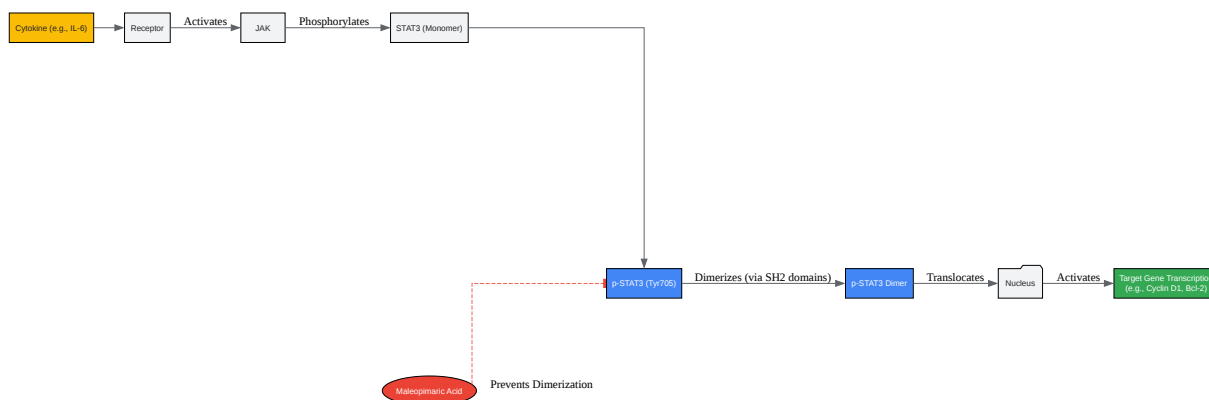 Cytokine (e.g., IL-6)
Receptor
Activates
JAK
Phosphorylates
STAT3 (Monomer)
p-STAT3 (Tyr705)
Dimerizes (via SH2 domains)
p-STAT3 Dimer
Translocates
Nucleus
Activates
Target Gene Transcriptio
(e.g., Cyclin D1, Bcl-2)
Maleopimaric Acid
Prevents Dimerization